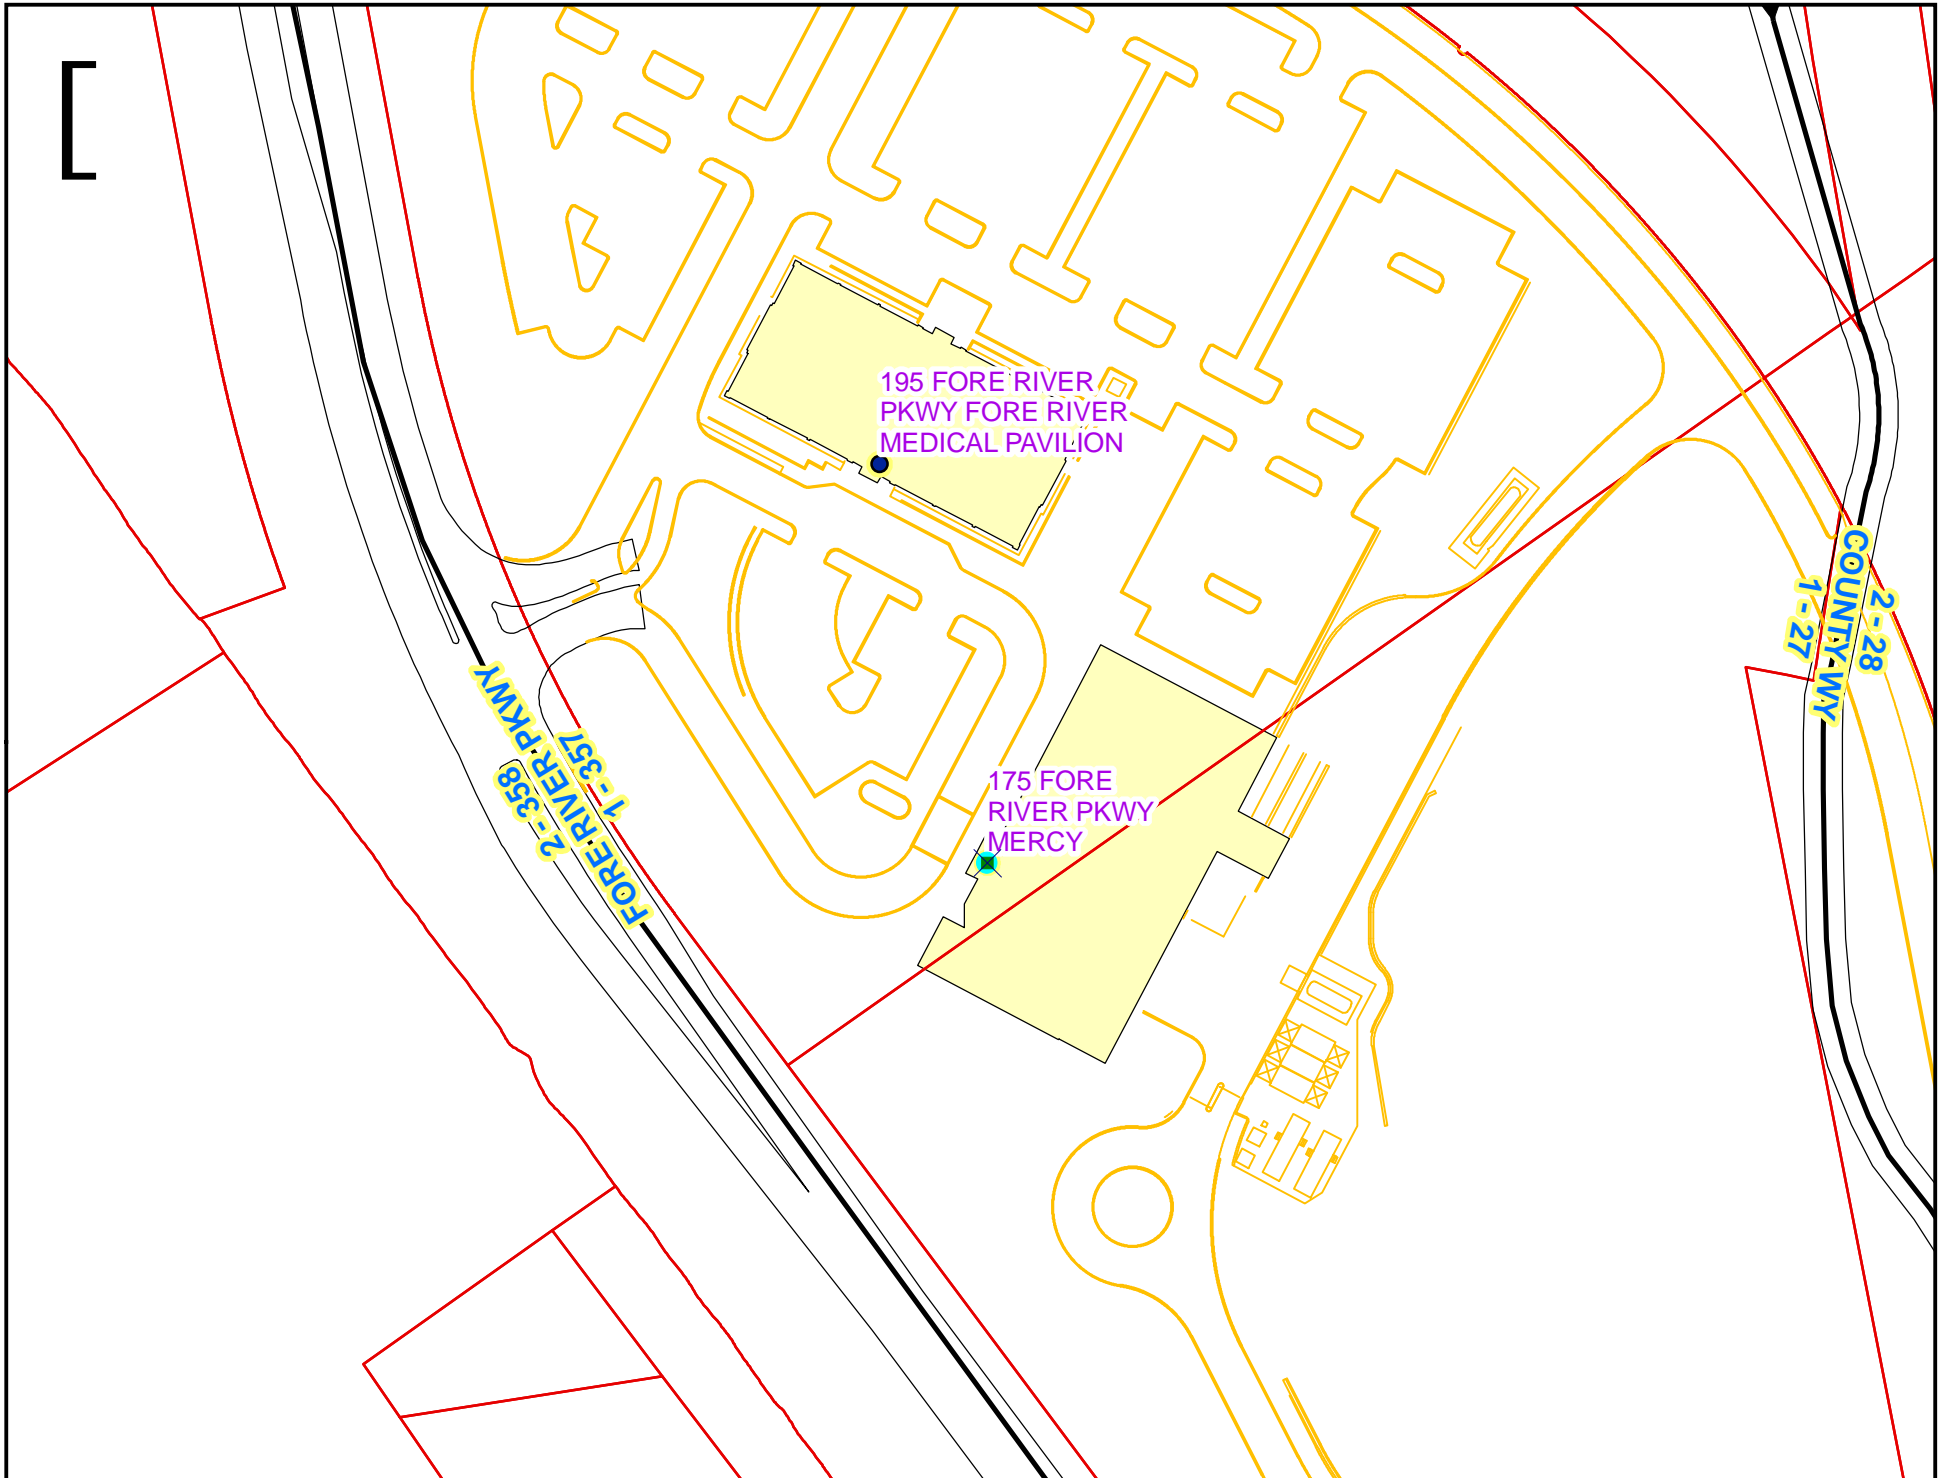 [
195 FORE RIVER
PKWY FORE RIVER
MEDICAL PAVILION
175 FORE
RIVER PKWY
MERCY
FORE RIVER PKWY
1 - 357
2 - 358
COUNTY WY
1 - 27
2 - 28